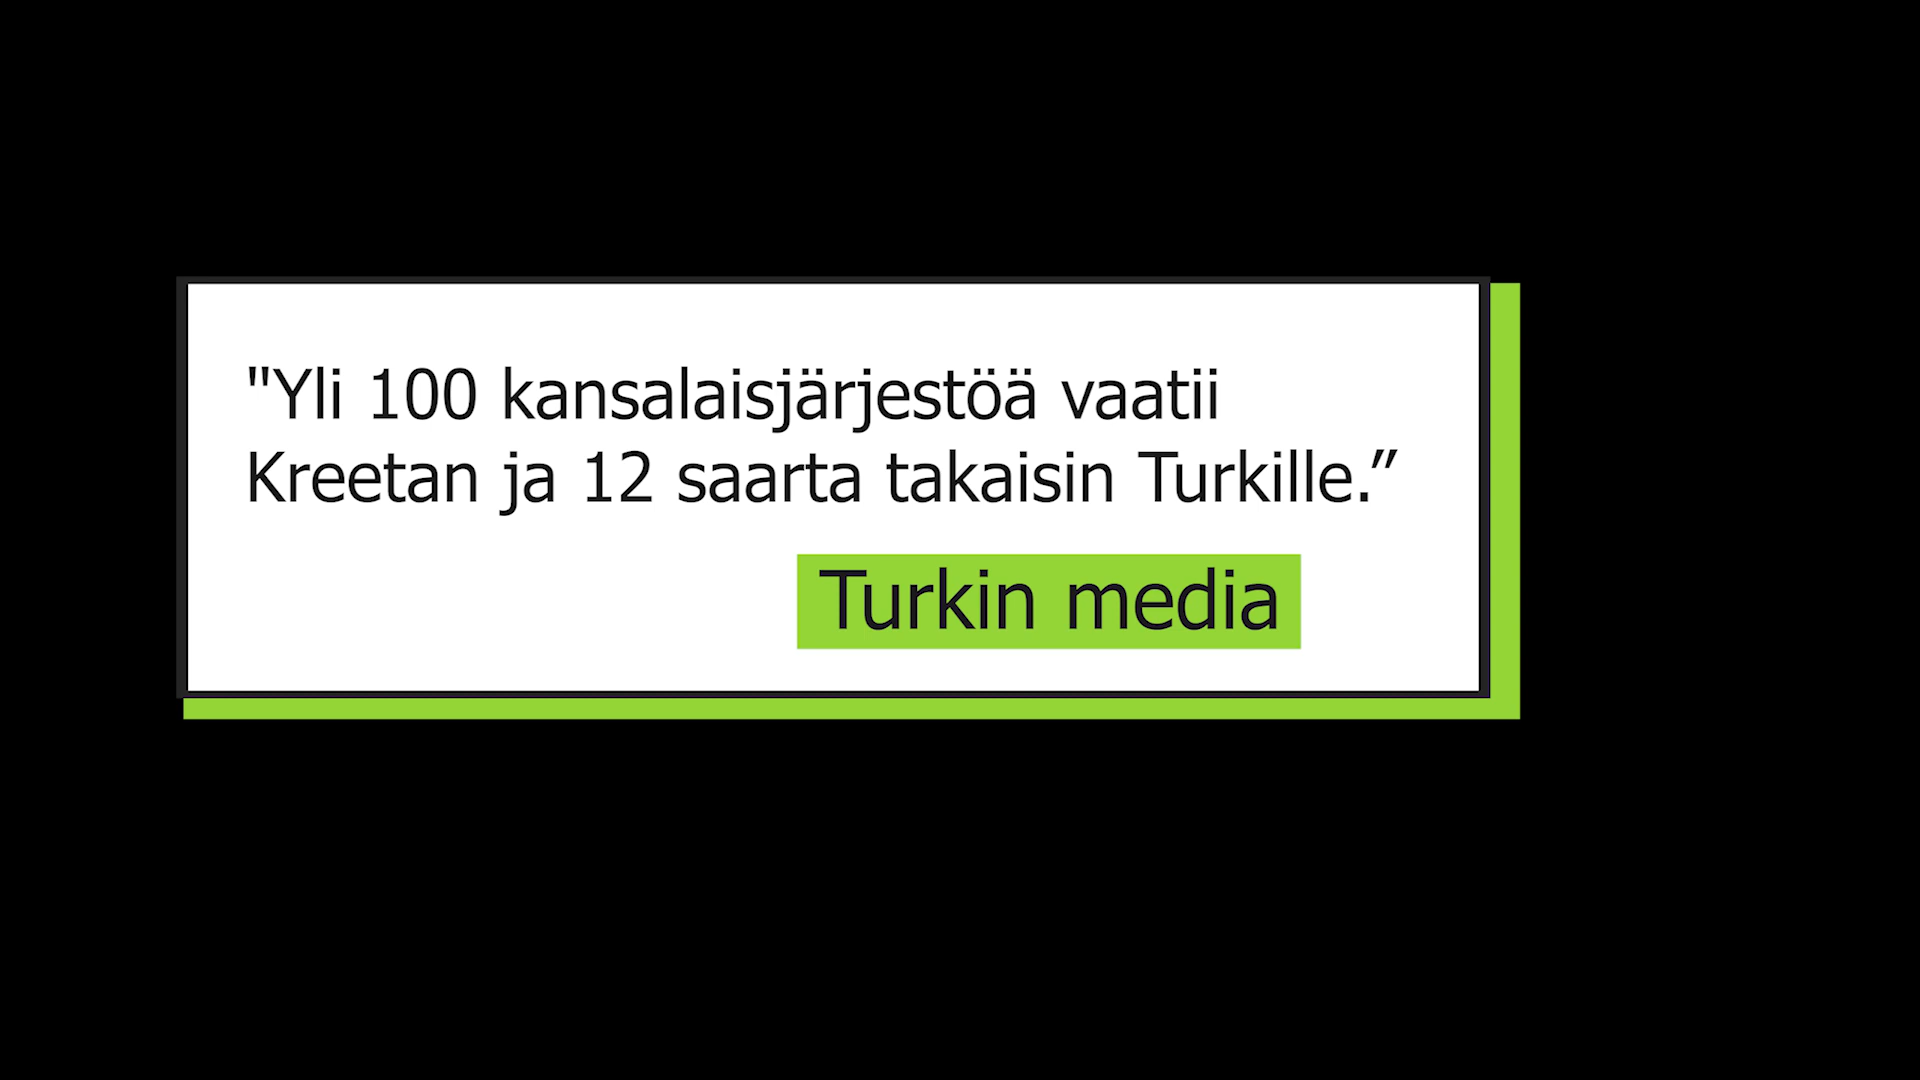 "Yli 100 kansalaisjärjestöä vaatii
Kreetan ja 12 saarta takaisin Turkille.”
Turkin media